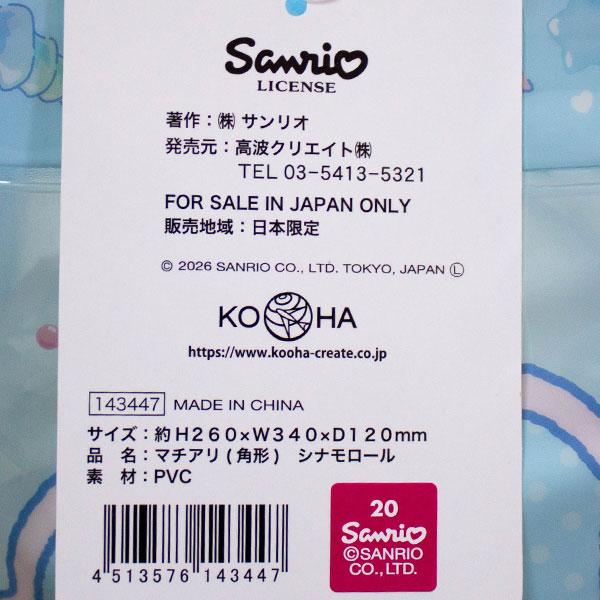 Sanrio
LICENSE
著作：㈱ サンリオ
発売元：高波クリエイト㈱
TEL 03-5413-5321
FOR SALE IN JAPAN ONLY
販売地域：日本限定
© 2026 SANRIO CO., LTD. TOKYO, JAPAN Ⓛ
KOOHA
https://www.kooha-create.co.jp
143447 MADE IN CHINA
サイズ：約H260×W340×D120mm
品　名：マチアリ(角形)　シナモロール
素　材：PVC
4 513576 143447
20
Sanrio
©SANRIO
CO.,LTD.